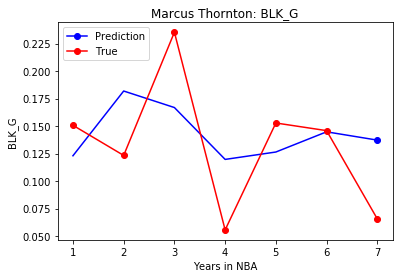 Marcus Thornton: BLK_G
Prediction
True
0.225
0.200
0.175
0.150
0.125
0.100
0.075
0.050
BLK_G
1 2 3 4 5 6 7
Years in NBA